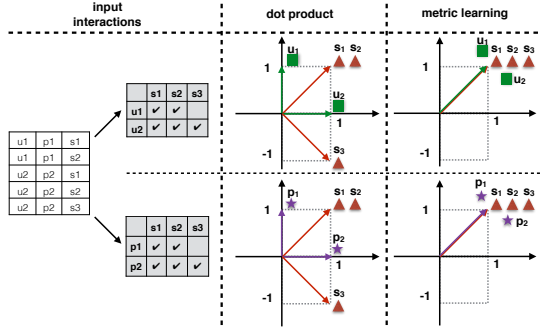 input interactions
dot product
metric learning
u1 p1 s1
u1 p1 s2
u2 p2 s1
u2 p2 s2
u2 p2 s3
s1 s2 s3
u1 ✔ ✔
u2 ✔ ✔ ✔
s1 s2 s3
p1 ✔ ✔
p2 ✔ ✔ ✔
u1
s1 s2
1
u2
1
-1
s3
u1
s1 s2 s3
1
u2
1
-1
p1
s1 s2
1
p2
1
-1
s3
p1
s1 s2 s3
1
p2
1
-1